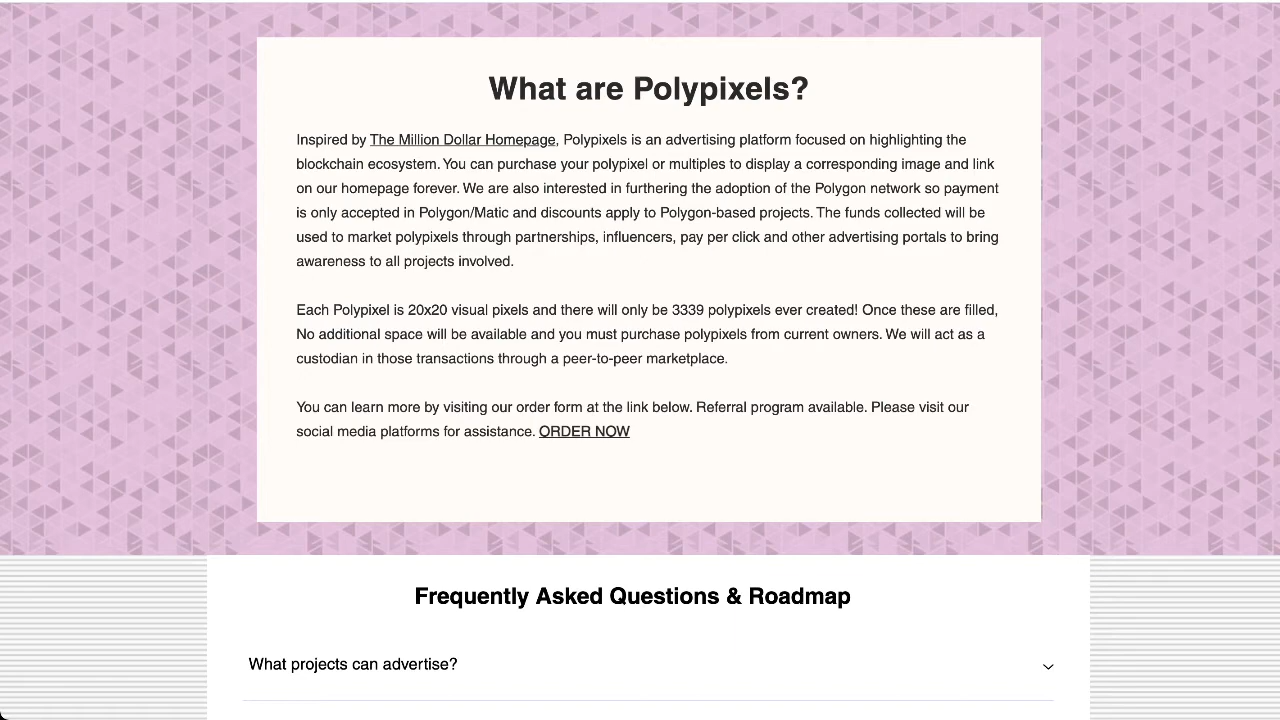 What are Polypixels?
Inspired by The Million Dollar Homepage, Polypixels is an advertising platform focused on highlighting the
blockchain ecosystem. You can purchase your polypixel or multiples to display a corresponding image and link
on our homepage forever. We are also interested in furthering the adoption of the Polygon network so payment
is only accepted in Polygon/Matic and discounts apply to Polygon-based projects. The funds collected will be
used to market polypixels through partnerships, influencers, pay per click and other advertising portals to bring
awareness to all projects involved.
Each Polypixel is 20x20 visual pixels and there will only be 3339 polypixels ever created! Once these are filled,
No additional space will be available and you must purchase polypixels from current owners. We will act as a
custodian in those transactions through a peer-to-peer marketplace.
You can learn more by visiting our order form at the link below. Referral program available. Please visit our
social media platforms for assistance. ORDER NOW
Frequently Asked Questions & Roadmap
What projects can advertise?